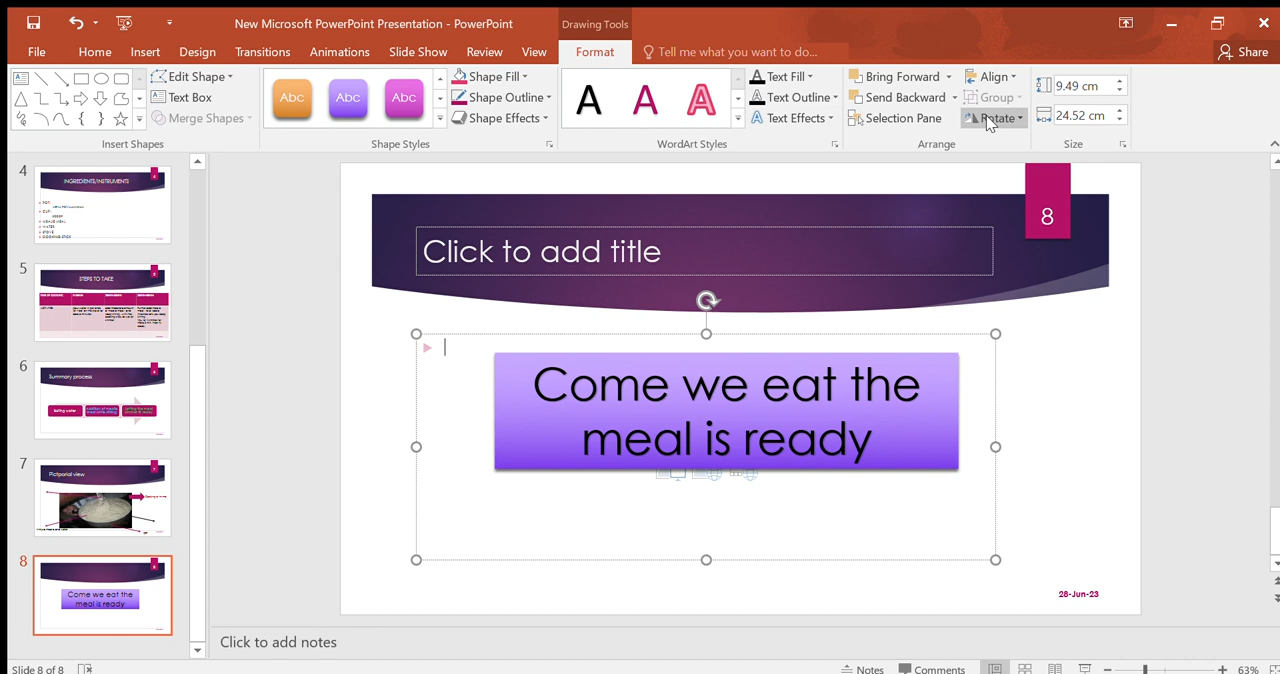 New Microsoft PowerPoint Presentation - PowerPoint
Drawing Tools
File Home Insert Design Transitions Animations Slide Show Review View Format Tell me what you want to do... Share
Edit Shape
Text Box
Merge Shapes
Insert Shapes
Abc Abc Abc
Shape Fill
Shape Outline
Shape Effects
Shape Styles
A A A
Text Fill
Text Outline
Text Effects
WordArt Styles
Bring Forward
Send Backward
Selection Pane
Align
Group
Rotate
Arrange
9.49 cm
24.52 cm
Size
4
INGREDIENTS/INSTRUMENTS
5
STEPS TO TAKE
6
Summary process
Boiling water
7
Pictporial view
8
Come we eat the
meal is ready
8
Click to add title
Come we eat the
meal is ready
28-Jun-23
Click to add notes
Slide 8 of 8
Notes
Comments
63%